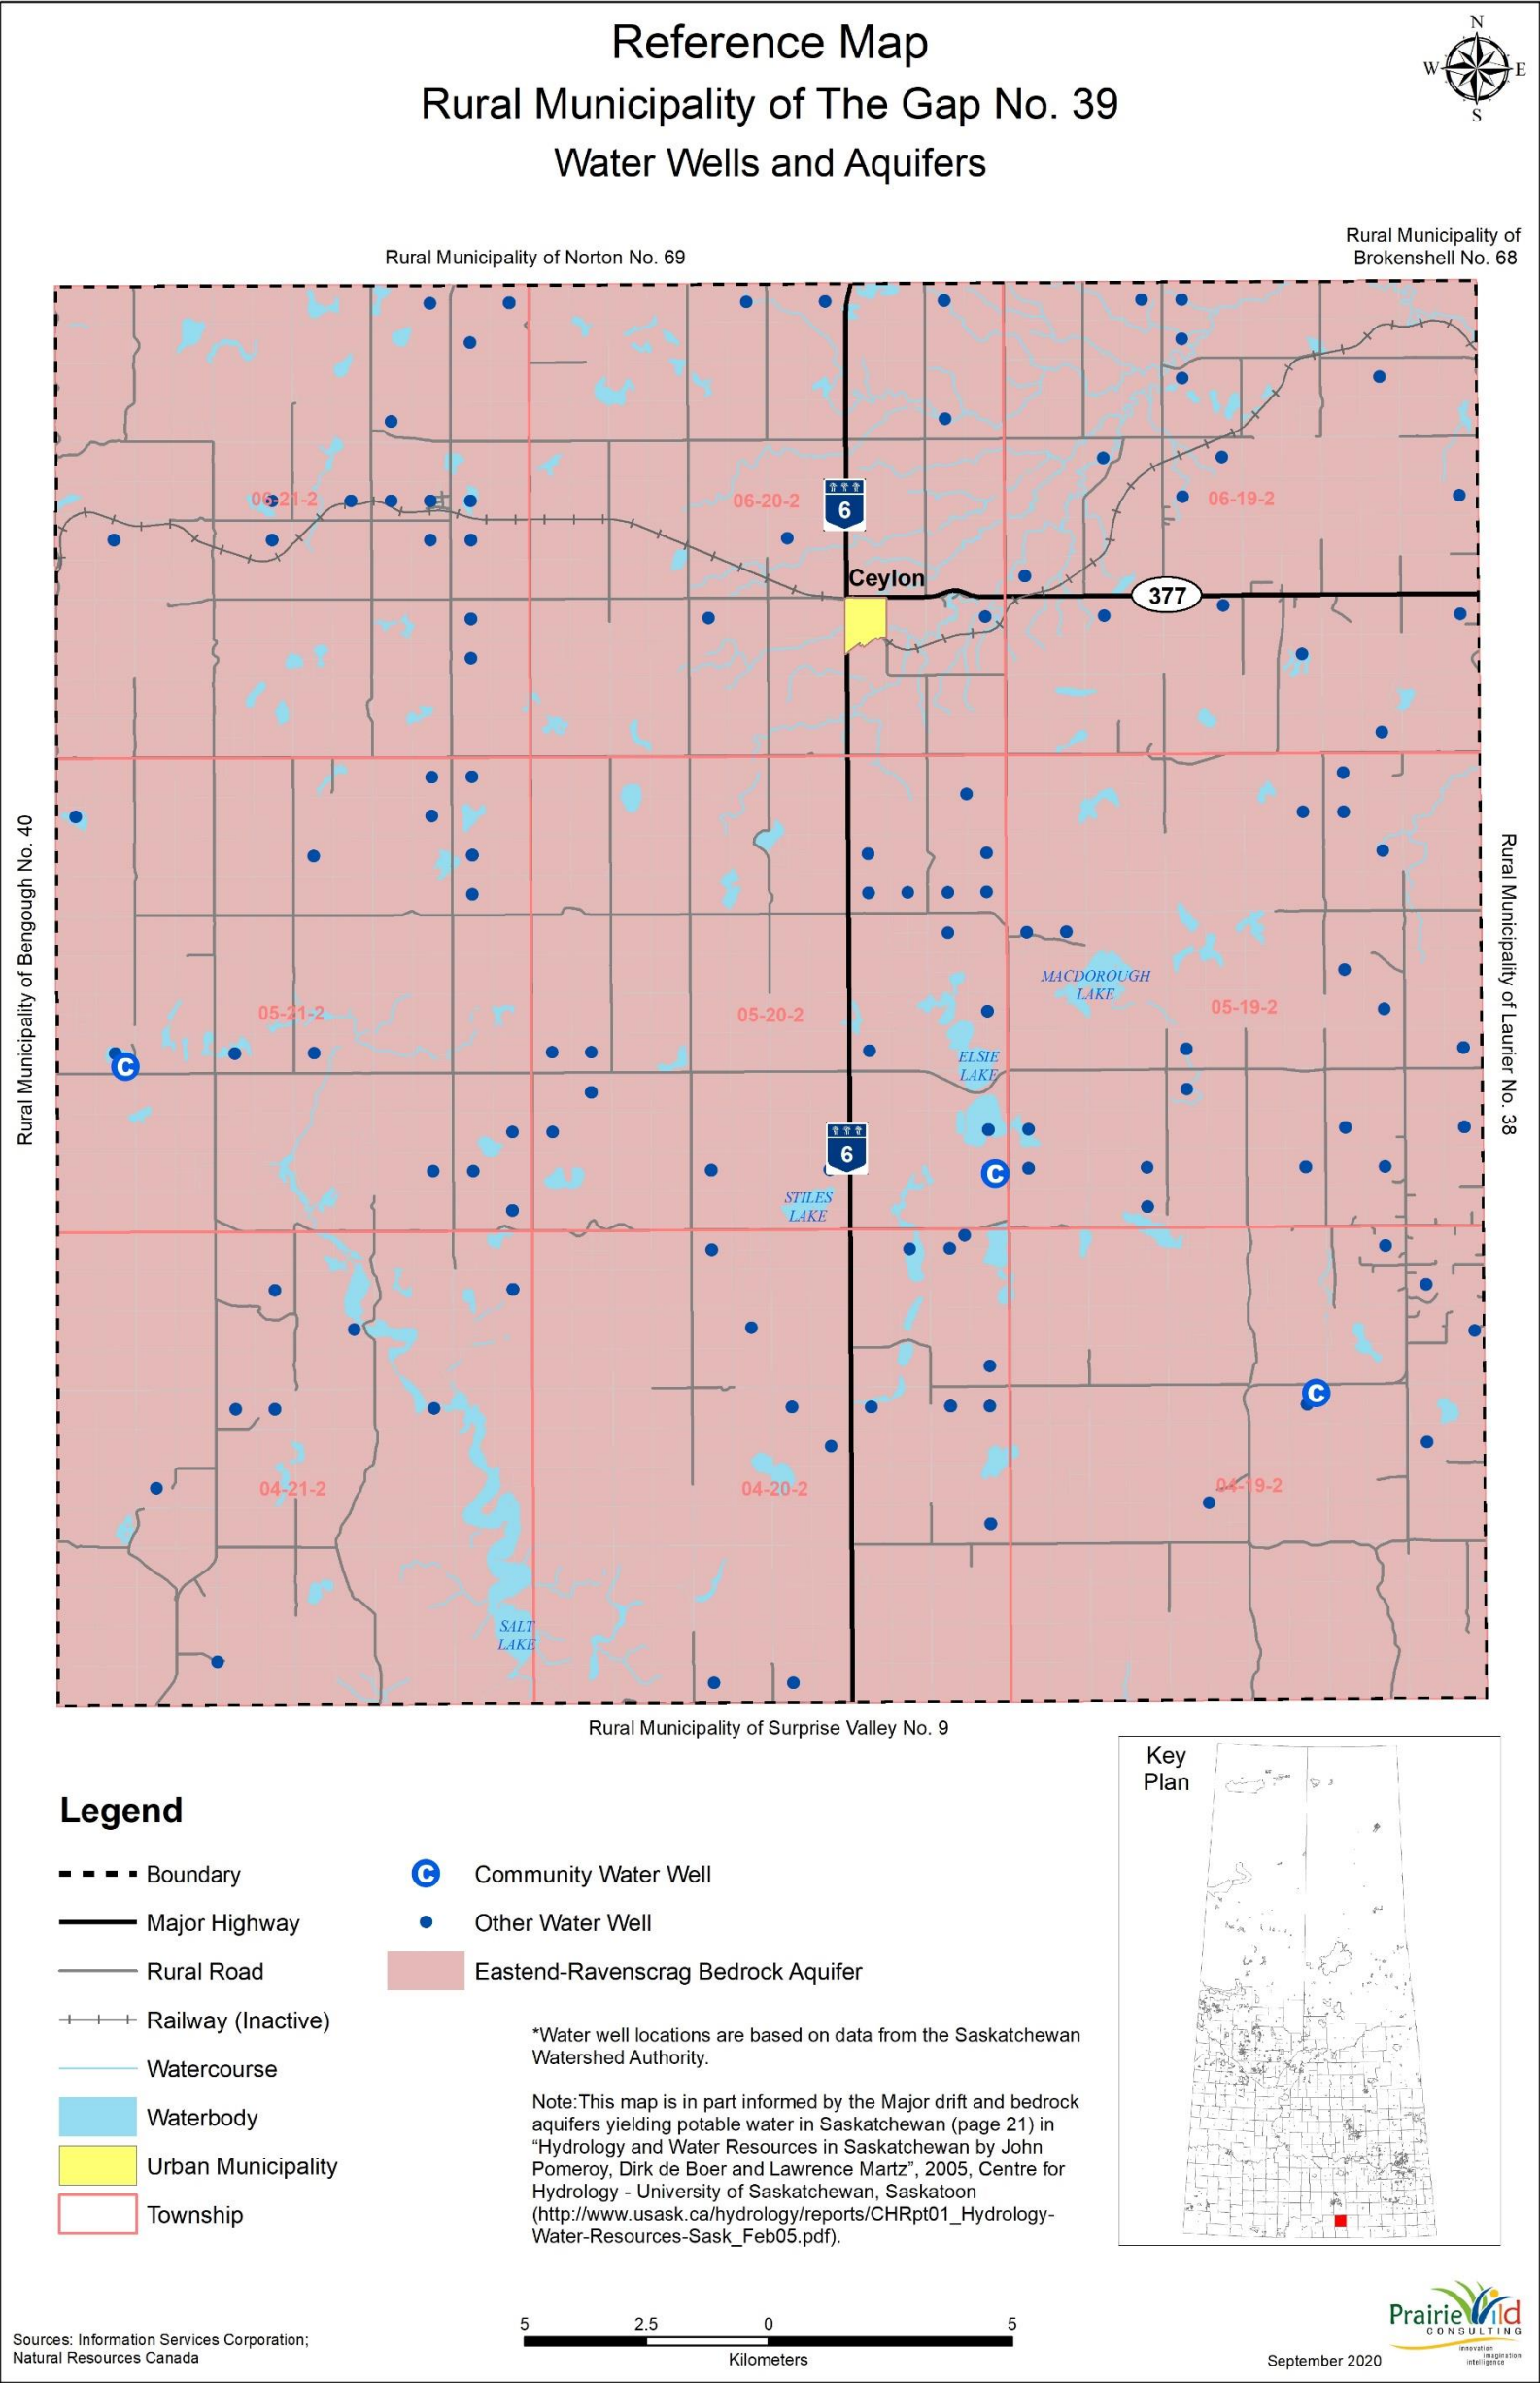 Reference Map
Rural Municipality of The Gap No. 39
Water Wells and Aquifers
N
W
E
S
Rural Municipality of Norton No. 69
Rural Municipality of
Brokenshell No. 68
Rural Municipality of Bengough No. 40
Rural Municipality of Laurier No. 38
06-21-2
06-20-2
06-19-2
6
Ceylon
377
MACDOROUGH
LAKE
05-21-2
05-20-2
05-19-2
ELSIE
LAKE
C
6
C
STILES
LAKE
C
04-21-2
04-20-2
04-19-2
SALT
LAKE
Rural Municipality of Surprise Valley No. 9
Key
Plan
Legend
Boundary
Major Highway
Rural Road
Railway (Inactive)
Watercourse
Waterbody
Urban Municipality
Township
C Community Water Well
Other Water Well
Eastend-Ravenscrag Bedrock Aquifer
*Water well locations are based on data from the Saskatchewan
Watershed Authority.
Note:This map is in part informed by the Major drift and bedrock
aquifers yielding potable water in Saskatchewan (page 21) in
“Hydrology and Water Resources in Saskatchewan by John
Pomeroy, Dirk de Boer and Lawrence Martz”, 2005, Centre for
Hydrology - University of Saskatchewan, Saskatoon
(http://www.usask.ca/hydrology/reports/CHRpt01_Hydrology-
Water-Resources-Sask_Feb05.pdf).
5 2.5 0 5
Kilometers
Sources: Information Services Corporation;
Natural Resources Canada
September 2020
PrairieWild
CONSULTING
innovation
imagination
intelligence